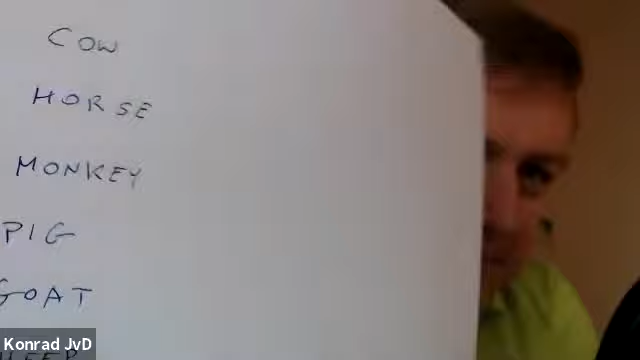 COW
HORSE
MONKEY
PIG
GOAT
Konrad JvD